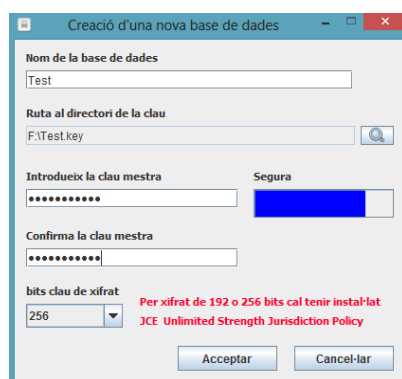 Creació d'una nova base de dades
Nom de la base de dades
Test
Ruta al directori de la clau
F:\Test.key
Introdueix la clau mestra
Segura
•••••••••••
Confirma la clau mestra
•••••••••••
bits clau de xifrat
256
Per xifrat de 192 o 256 bits cal tenir instal·lat
JCE Unlimited Strength Jurisdiction Policy
Acceptar
Cancel·lar